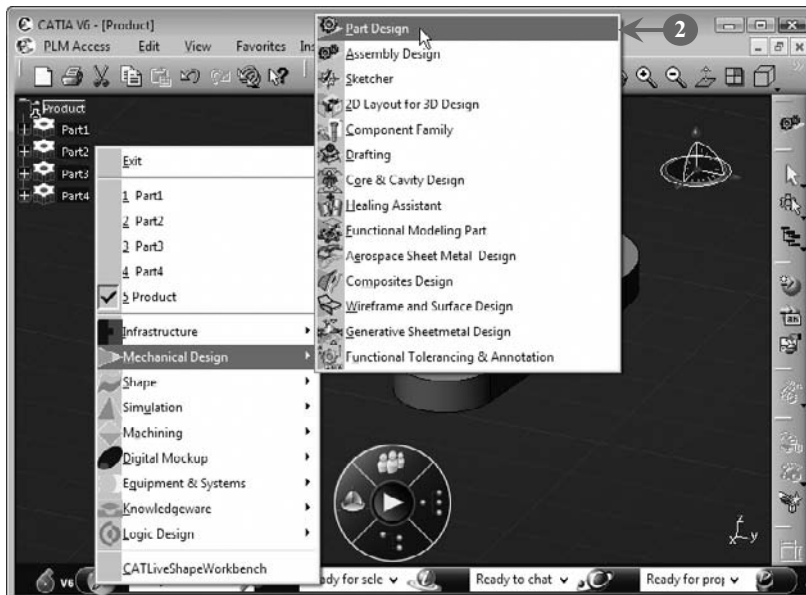 CATIA V6 - [Product]
PLM Access Edit View Favorites Ins
Product
Part1
Part2
Part3
Part4
Exit
1 Part1
2 Part2
3 Part3
4 Part4
5 Product
Infrastructure
Mechanical Design
Shape
Simulation
Machining
Digital Mockup
Equipment & Systems
Knowledgeware
Logic Design
CATLiveShapeWorkbench
Part Design
Assembly Design
Sketcher
2D Layout for 3D Design
Component Family
Drafting
Core & Cavity Design
Healing Assistant
Functional Modeling Part
Aerospace Sheet Metal Design
Composites Design
Wireframe and Surface Design
Generative Sheetmetal Design
Functional Tolerancing & Annotation
2
z
x y
V6
ady for sele
Ready to chat
Ready for prop